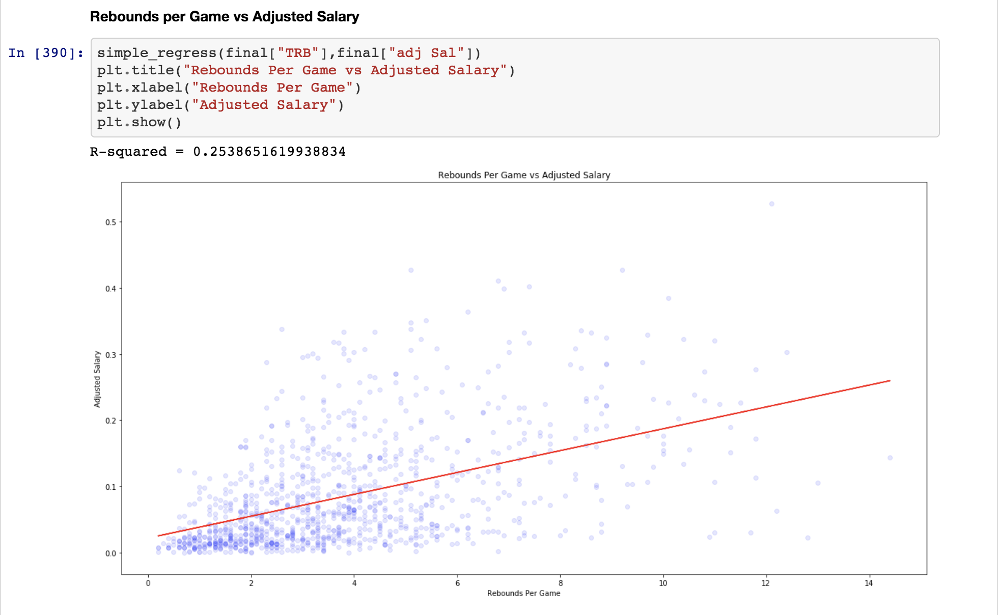 Rebounds per Game vs Adjusted Salary
In [390]:
simple_regress(final["TRB"],final["adj Sal"])
plt.title("Rebounds Per Game vs Adjusted Salary")
plt.xlabel("Rebounds Per Game")
plt.ylabel("Adjusted Salary")
plt.show()
R-squared = 0.2538651619938834
Rebounds Per Game vs Adjusted Salary
Adjusted Salary
0.5
0.4
0.3
0.2
0.1
0.0
0 2 4 6 8 10 12 14
Rebounds Per Game